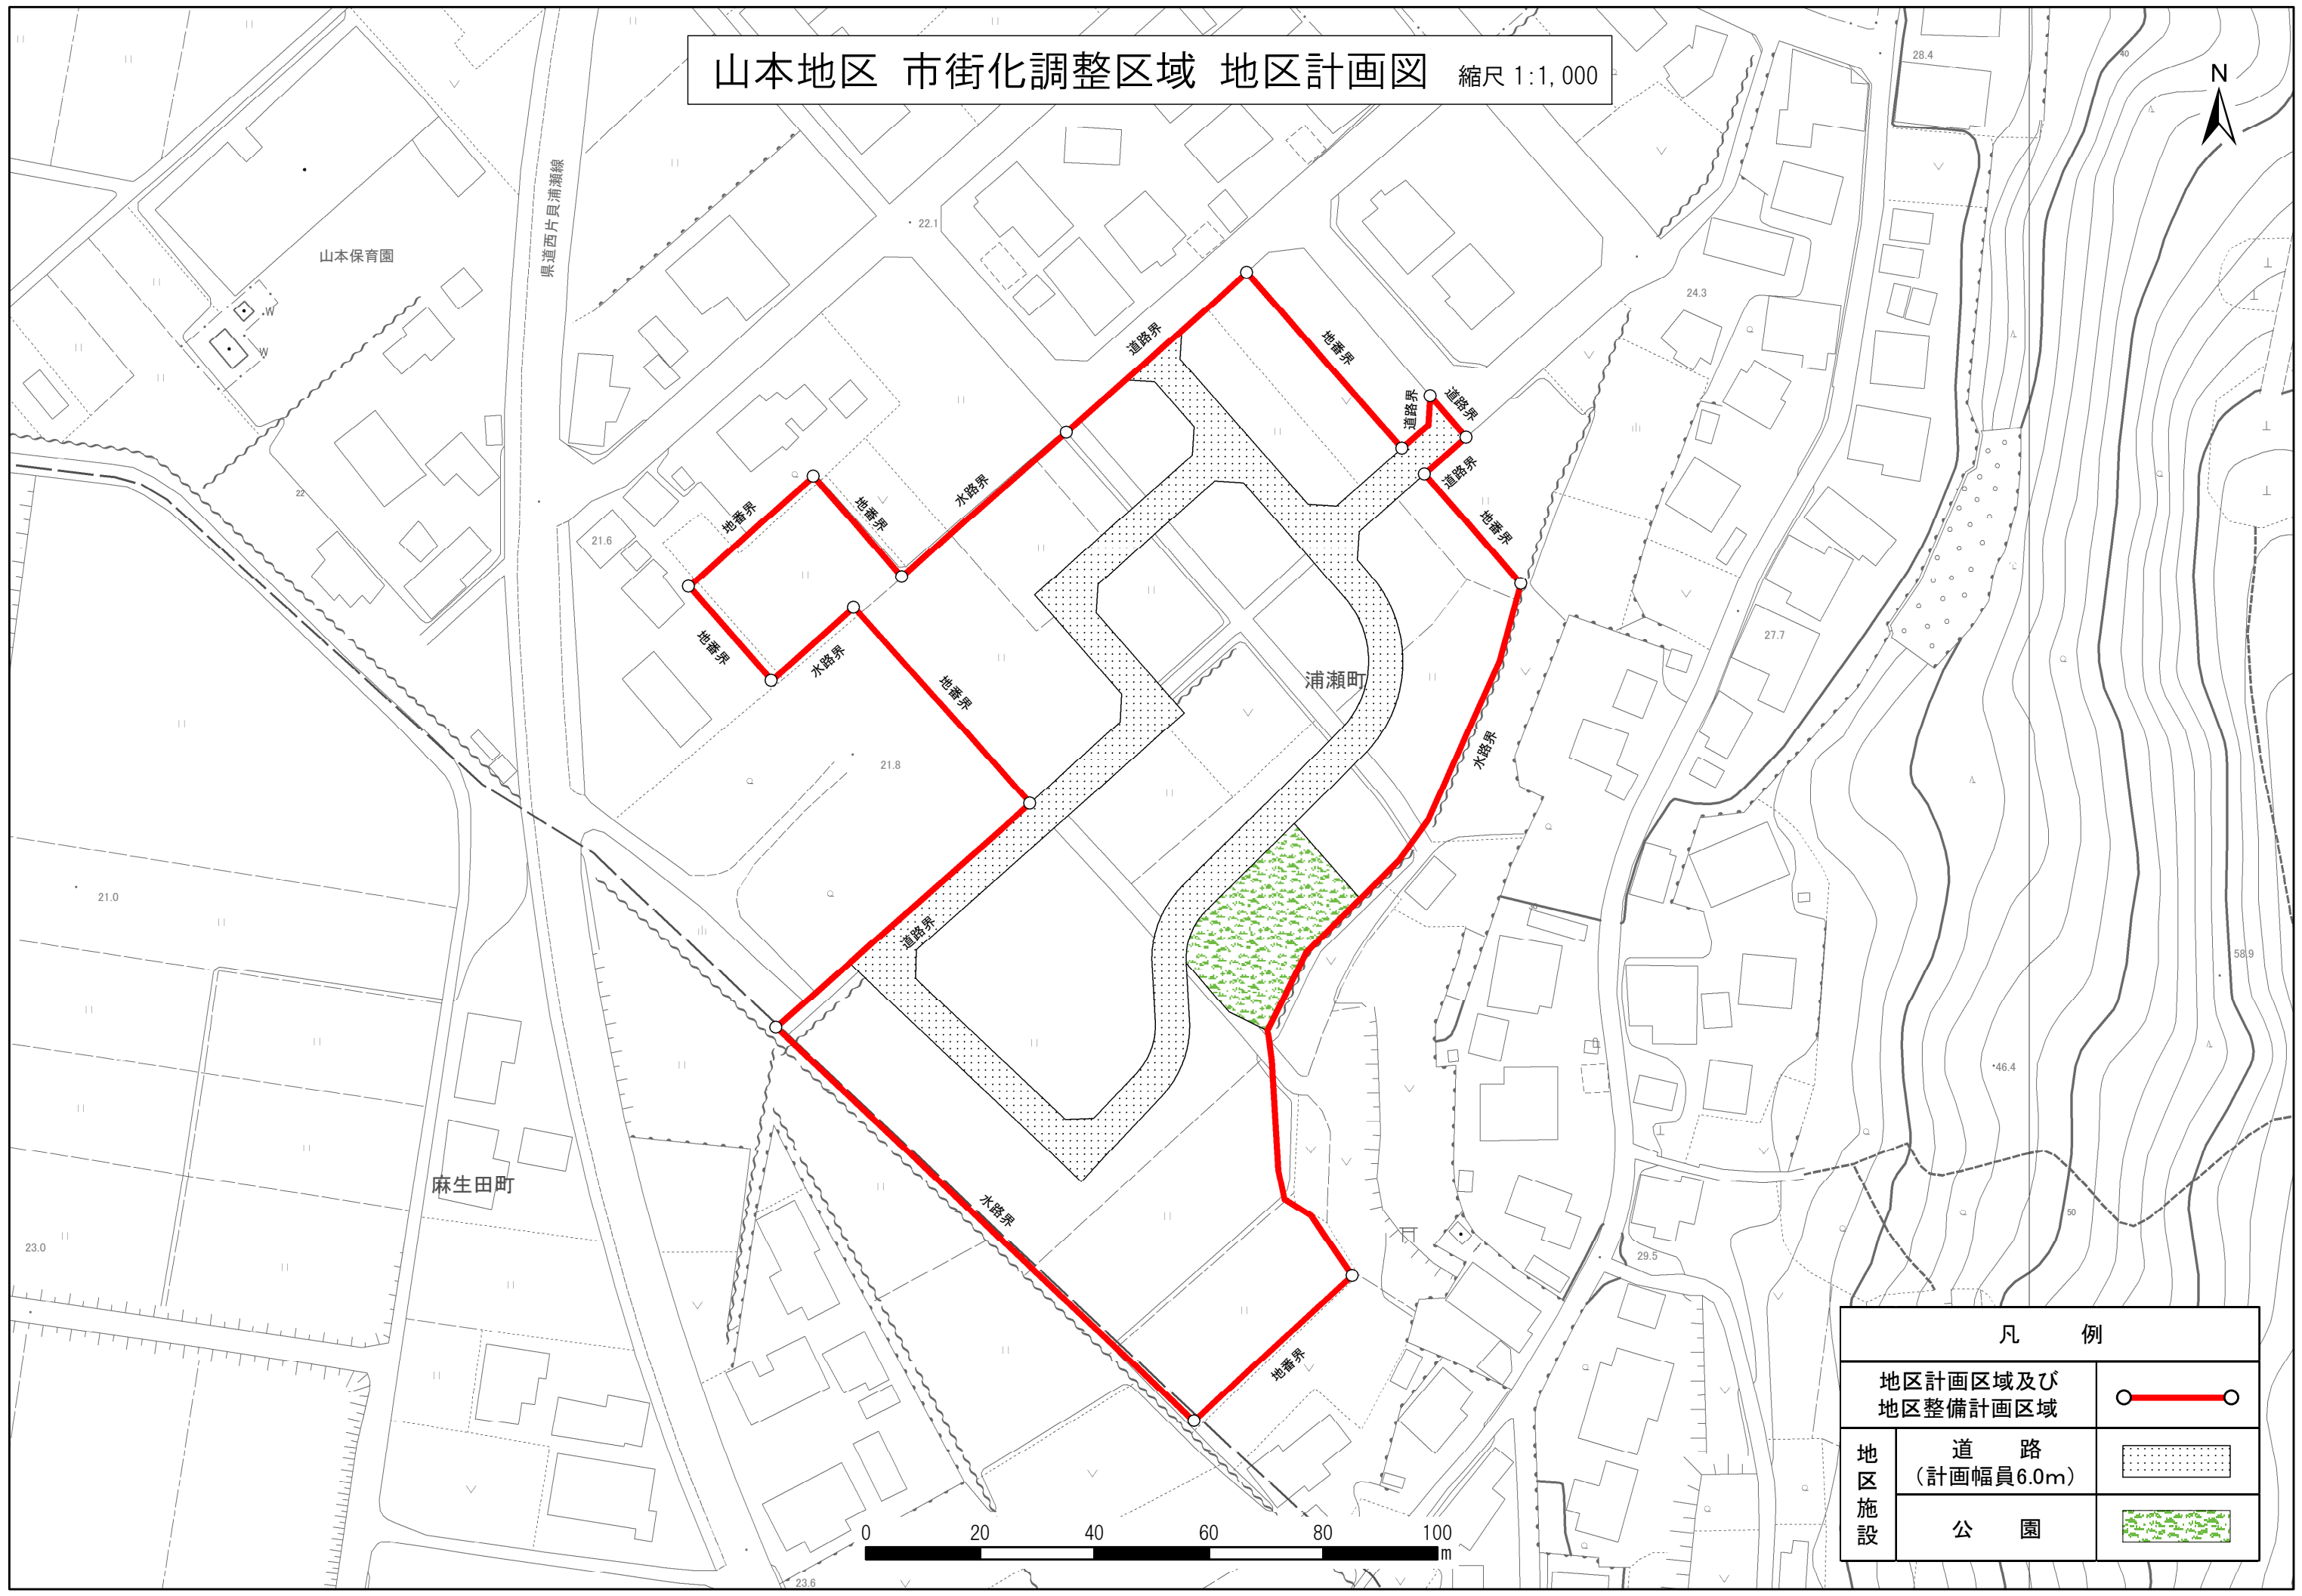 山本地区 市街化調整区域 地区計画図 縮尺 1:1,000
N
28.4
40
県道西片貝浦瀬線
22.1
山本保育園
W
W
24.3
道路界
地番界
道路界
道路界
22
水路界
道路界
地番界
地番界
地番界
21.6
27.7
地番界
水路界
地番界
浦瀬町
水路界
21.8
21.0
道路界
58.9
46.4
麻生田町
水路界
50
23.0
29.5
地番界
凡 例
地区計画区域及び
地区整備計画区域
地区施設
道 路
(計画幅員6.0m)
公 園
0 20 40 60 80 100
m
23.6